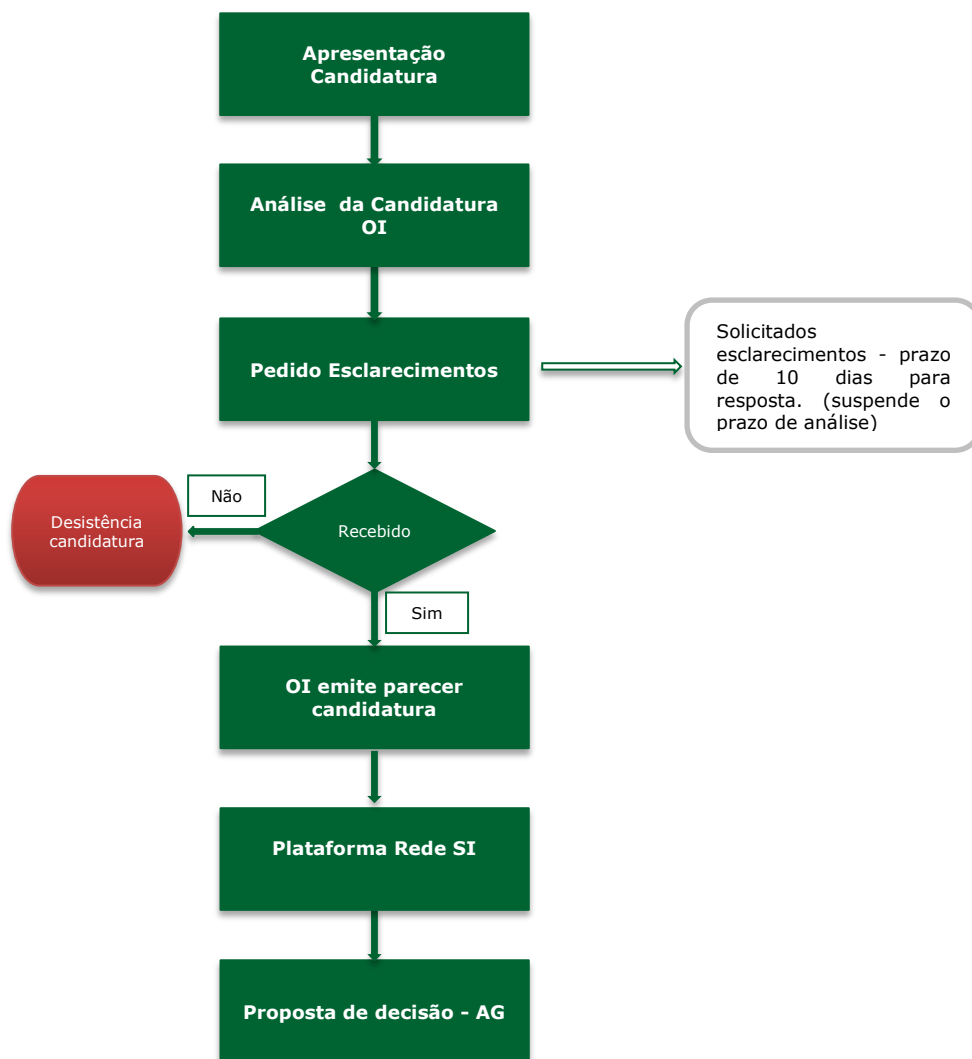 Apresentação
Candidatura
Análise da Candidatura
OI
Pedido Esclarecimentos
Solicitados
esclarecimentos - prazo
de 10 dias para
resposta. (suspende o
prazo de análise)
Não
Desistência
candidatura
Recebido
Sim
OI emite parecer
candidatura
Plataforma Rede SI
Proposta de decisão - AG